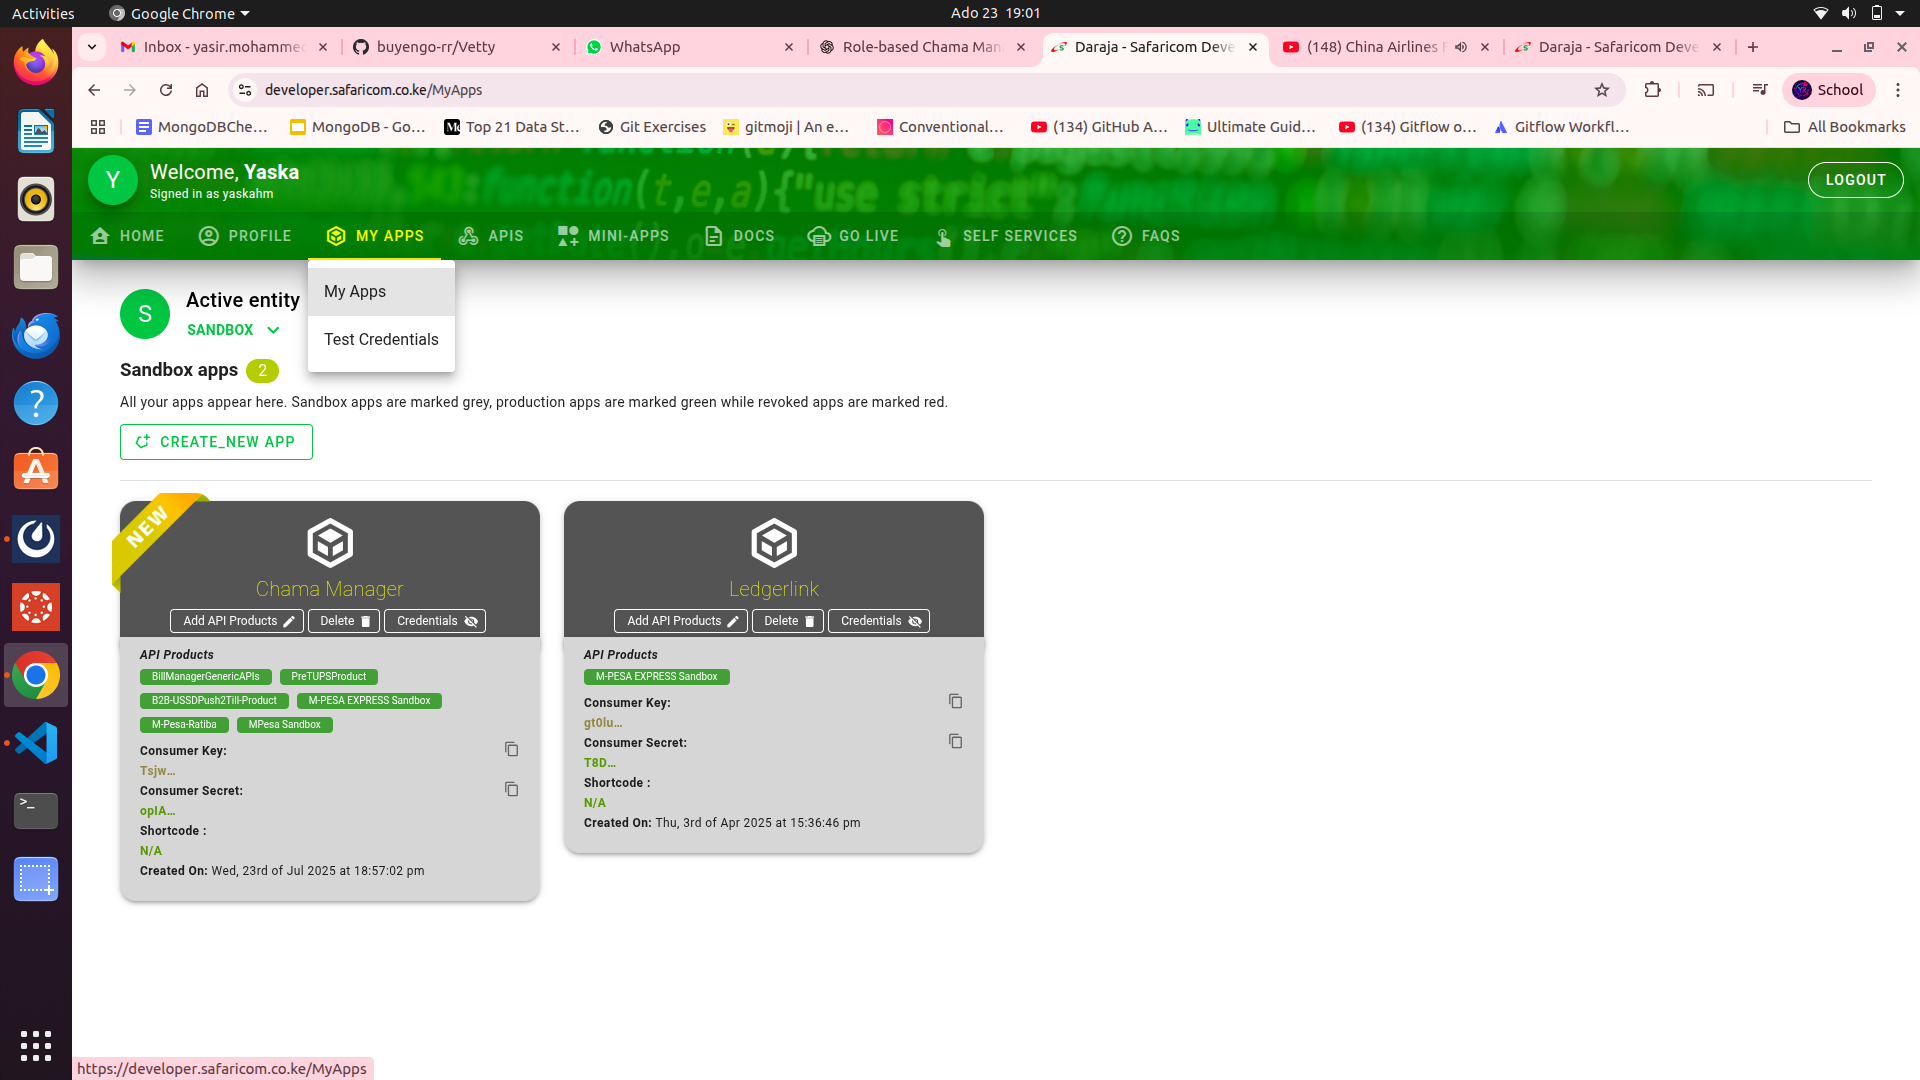 Activities
Google Chrome
Ado 23 19:01
Inbox - yasir.mohammed
buyengo-rr/Vetty
WhatsApp
Role-based Chama Man
Daraja - Safaricom Deve
(148) China Airlines F
Daraja - Safaricom Deve
developer.safaricom.co.ke/MyApps
School
MongoDBChe...
MongoDB - Go...
Top 21 Data St...
Git Exercises
gitmoji | An e...
Conventional...
(134) GitHub A...
Ultimate Guid...
(134) Gitflow o...
Gitflow Workfl...
All Bookmarks
Y
Welcome, Yaska
Signed in as yaskahm
function(t,e,a){"use strict";
LOGOUT
HOME
PROFILE
MY APPS
APIS
MINI-APPS
DOCS
GO LIVE
SELF SERVICES
FAQS
My Apps
Test Credentials
S
Active entity
SANDBOX
Sandbox apps 2
All your apps appear here. Sandbox apps are marked grey, production apps are marked green while revoked apps are marked red.
CREATE_NEW APP
NEW
Chama Manager
Add API Products
Delete
Credentials
API Products
BillManagerGenericAPIs
PreTUPSProduct
B2B-USSDPush2Till-Product
M-PESA EXPRESS Sandbox
M-Pesa-Ratiba
MPesa Sandbox
Consumer Key:
Tsjw...
Consumer Secret:
opIA...
Shortcode :
N/A
Created On: Wed, 23rd of Jul 2025 at 18:57:02 pm
Ledgerlink
Add API Products
Delete
Credentials
API Products
M-PESA EXPRESS Sandbox
Consumer Key:
gt0lu...
Consumer Secret:
T8D...
Shortcode :
N/A
Created On: Thu, 3rd of Apr 2025 at 15:36:46 pm
https://developer.safaricom.co.ke/MyApps